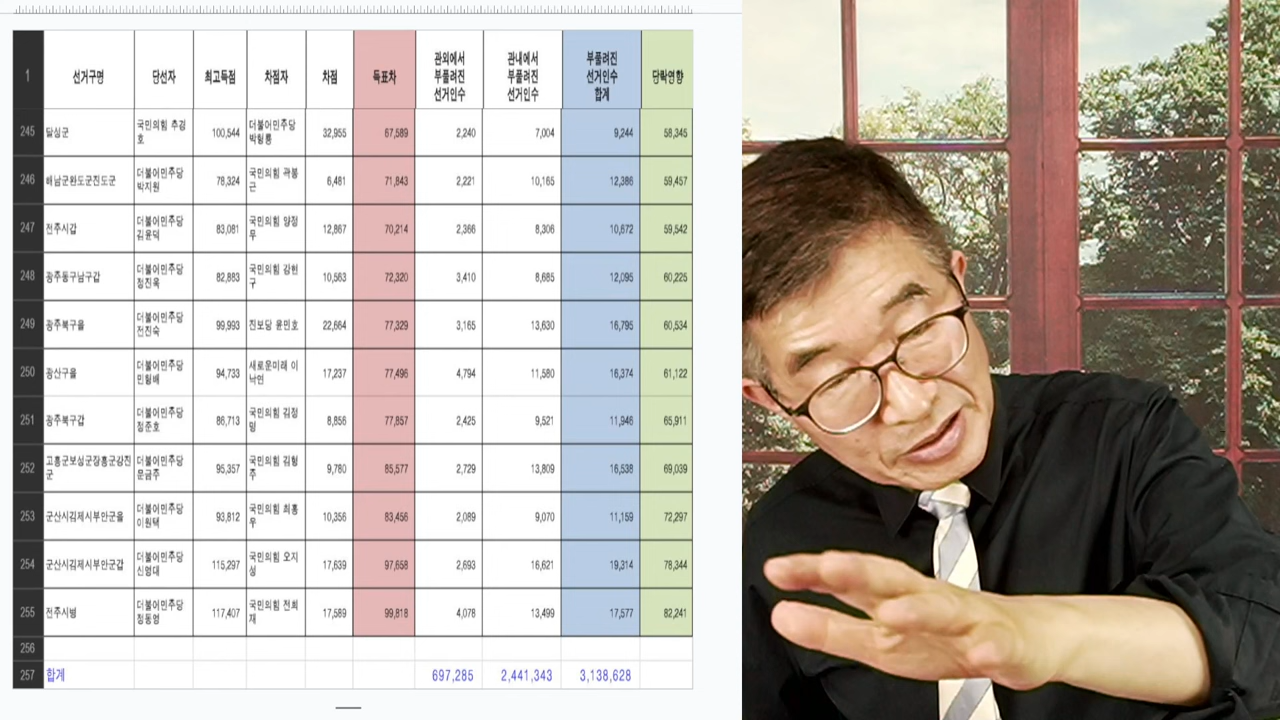 1 선거구명 당선자 최고득점 차점자 차점 득표차 관외에서 부풀려진 선거인수 관내에서 부풀려진 선거인수 부풀려진 선거인수 합계 당락영향
245 달성군 국민의힘 추경호 100,544 더불어민주당 박형룡 32,955 67,589 2,240 7,004 9,244 58,345
246 해남군완도군진도군 더불어민주당 박지원 78,324 국민의힘 곽봉근 6,481 71,843 2,221 10,165 12,386 59,457
247 전주시갑 더불어민주당 김윤덕 83,081 국민의힘 양정무 12,867 70,214 2,366 8,306 10,672 59,542
248 광주동구남구갑 더불어민주당 정진욱 82,883 국민의힘 강현구 10,563 72,320 3,410 8,685 12,095 60,225
249 광주북구을 더불어민주당 전진숙 99,993 진보당 윤민호 22,664 77,329 3,165 13,630 16,795 60,534
250 광산구을 더불어민주당 민형배 94,733 새로운미래 이낙연 17,237 77,496 4,794 11,580 16,374 61,122
251 광주북구갑 더불어민주당 정준호 86,713 국민의힘 김정명 8,856 77,857 2,425 9,521 11,946 65,911
252 고흥군보성군장흥군강진군 더불어민주당 문금주 95,357 국민의힘 김형주 9,780 85,577 2,729 13,809 16,538 69,039
253 군산시김제시부안군을 더불어민주당 이원택 93,812 국민의힘 최홍우 10,356 83,456 2,089 9,070 11,159 72,297
254 군산시김제시부안군갑 더불어민주당 신영대 115,297 국민의힘 오지성 17,639 97,658 2,693 16,621 19,314 78,344
255 전주시병 더불어민주당 정동영 117,407 국민의힘 전희재 17,589 99,818 4,078 13,499 17,577 82,241
256
257 합계 697,285 2,441,343 3,138,628